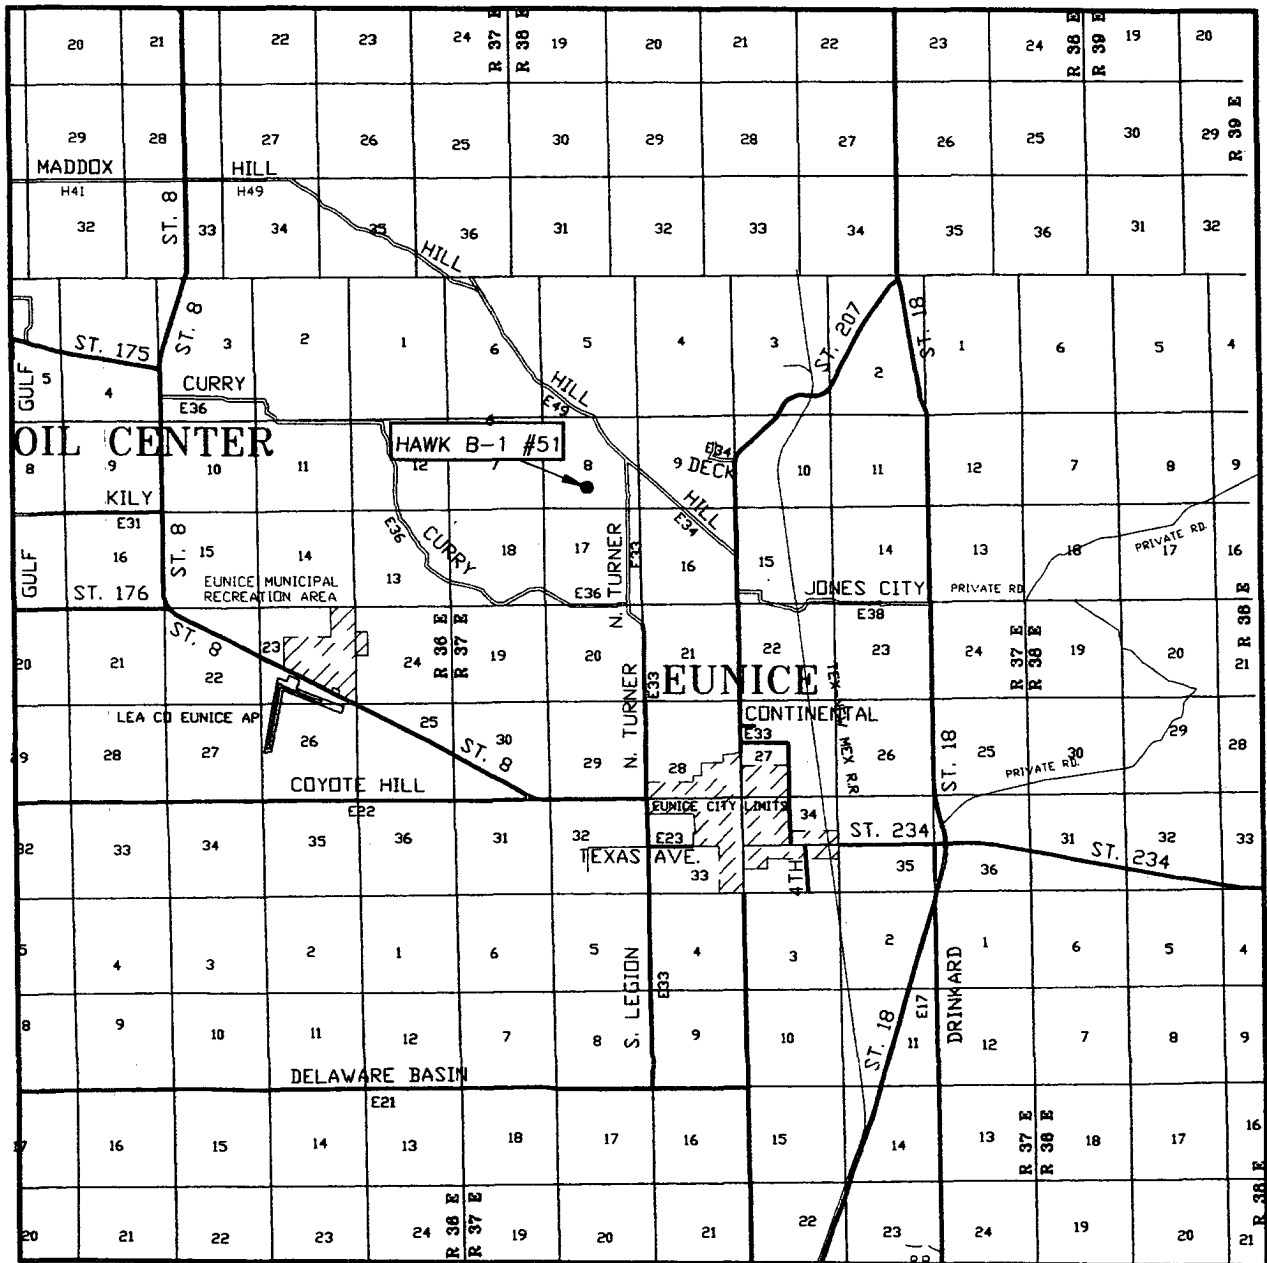 20 21 22 23 24 R 37 E R 38 E 19 20 21 22 23 24 R 38 E R 39 E 19 20
29 28 27 26 25 30 29 28 27 26 25 30 29 R 39 E
MADDOX HILL
H41 H49
32 ST. 8 33 34 35 36 31 32 33 34 35 36 31 32
HILL
ST. 175 ST. 8 3 2 1 6 5 4 3 ST. 207 2 ST. 18 1 6 5 4
GULF 5 4 CURRY HILL
E36 E49
OIL CENTER HAWK B-1 #51 E34
8 9 10 11 12 7 8 9 DECK 10 11 12 7 8 9
KILY HILL
E31 E36 CURRY E34
GULF 16 ST. 8 15 14 13 18 17 N. TURNER E33 16 15 14 13 18 PRIVATE RD. 17 16
EUNICE MUNICIPAL
RECREATION AREA
ST. 176 E36 JONES CITY PRIVATE RD
E38
ST. 8 R 36 E R 37 E R 37 E R 38 E R 38 E
20 21 22 23 24 19 20 21 22 23 24 19 20 21
EUNICE
N. TURNER E33
LEA CO EUNICE AP CONTINENTAL
E33
29 28 27 26 25 30 ST. 8 29 28 27 26 ST. 18 25 30 29 28
MEX R.R. PRIVATE RD.
COYOTE HILL
E22 EUNICE CITY LIMITS
32 33 34 35 36 31 32 E23 34 ST. 234 31 32 33
TEXAS AVE. 33 4TH 35 36 ST. 234
5 4 3 2 1 6 5 4 3 2 1 6 5 4
S. LEGION E33 DRINKARD
8 9 10 11 12 7 8 9 10 ST. 18 11 E17 12 7 8 9
DELAWARE BASIN
E21
17 16 15 14 13 18 17 16 15 14 13 R 37 E R 38 E 18 17 16
20 21 22 23 24 R 36 E R 37 E 19 20 21 22 23 24 19 20 21 R 38 E